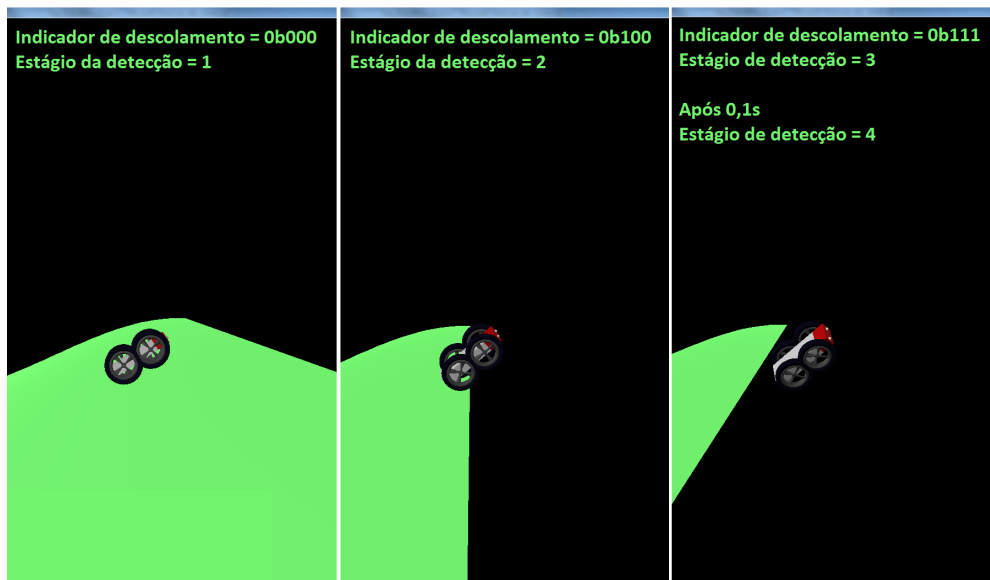 Indicador de descolamento = 0b000
Estágio da detecção = 1
Indicador de descolamento = 0b100
Estágio da detecção = 2
Indicador de descolamento = 0b111
Estágio de detecção = 3
Após 0,1s
Estágio de detecção = 4